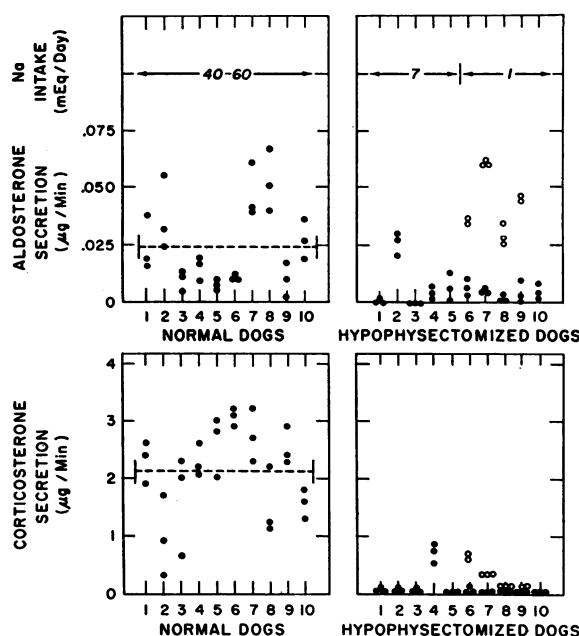 Na
INTAKE
(mEq/Day)
40-60
7
1
ALDOSTERONE
SECRETION
(µg/Min)
.075
.050
.025
0
1 2 3 4 5 6 7 8 9 10
NORMAL DOGS
1 2 3 4 5 6 7 8 9 10
HYPOPHYSECTOMIZED DOGS
CORTICOSTERONE
SECRETION
(µg/Min)
4
3
2
1
0
1 2 3 4 5 6 7 8 9 10
NORMAL DOGS
1 2 3 4 5 6 7 8 9 10
HYPOPHYSECTOMIZED DOGS